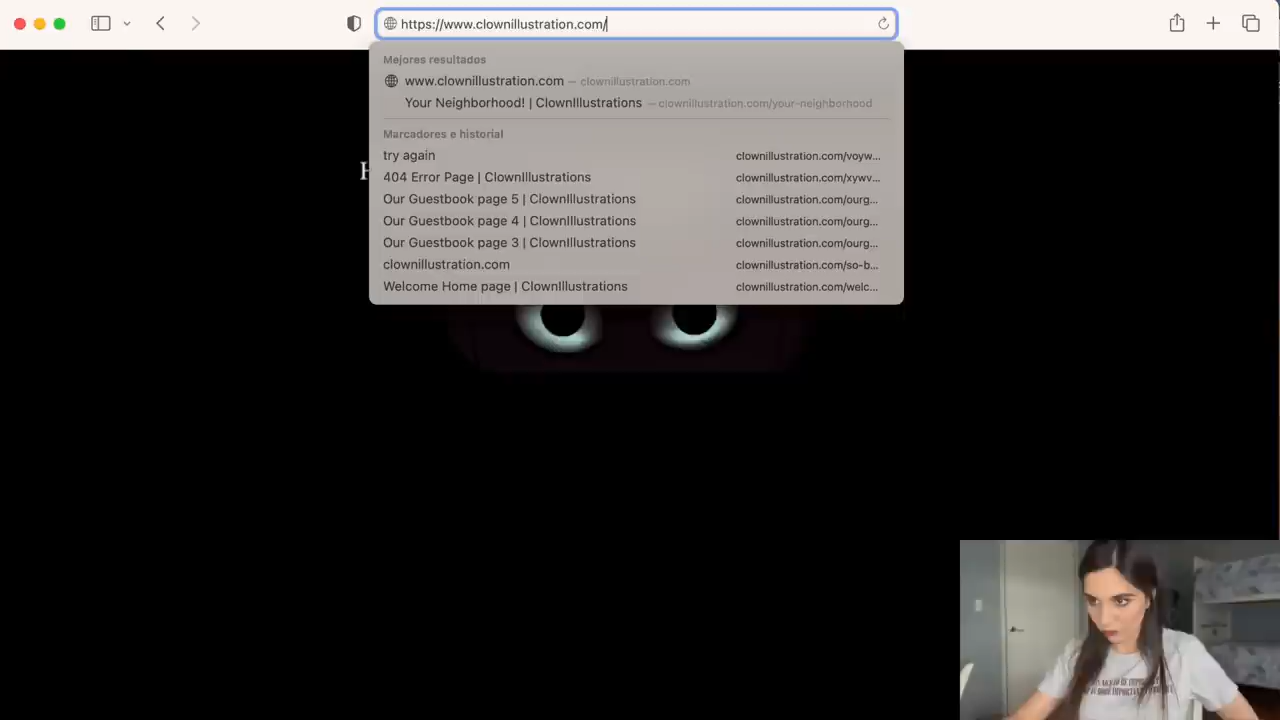 https://www.clownillustration.com/
Mejores resultados
www.clownillustration.com — clownillustration.com
Your Neighborhood! | ClownIllustrations — clownillustration.com/your-neighborhood
Marcadores e historial
try again clownillustration.com/voyw...
404 Error Page | ClownIllustrations clownillustration.com/xywv...
Our Guestbook page 5 | ClownIllustrations clownillustration.com/ourg...
Our Guestbook page 4 | ClownIllustrations clownillustration.com/ourg...
Our Guestbook page 3 | ClownIllustrations clownillustration.com/ourg...
clownillustration.com clownillustration.com/so-b...
Welcome Home page | ClownIllustrations clownillustration.com/welc...